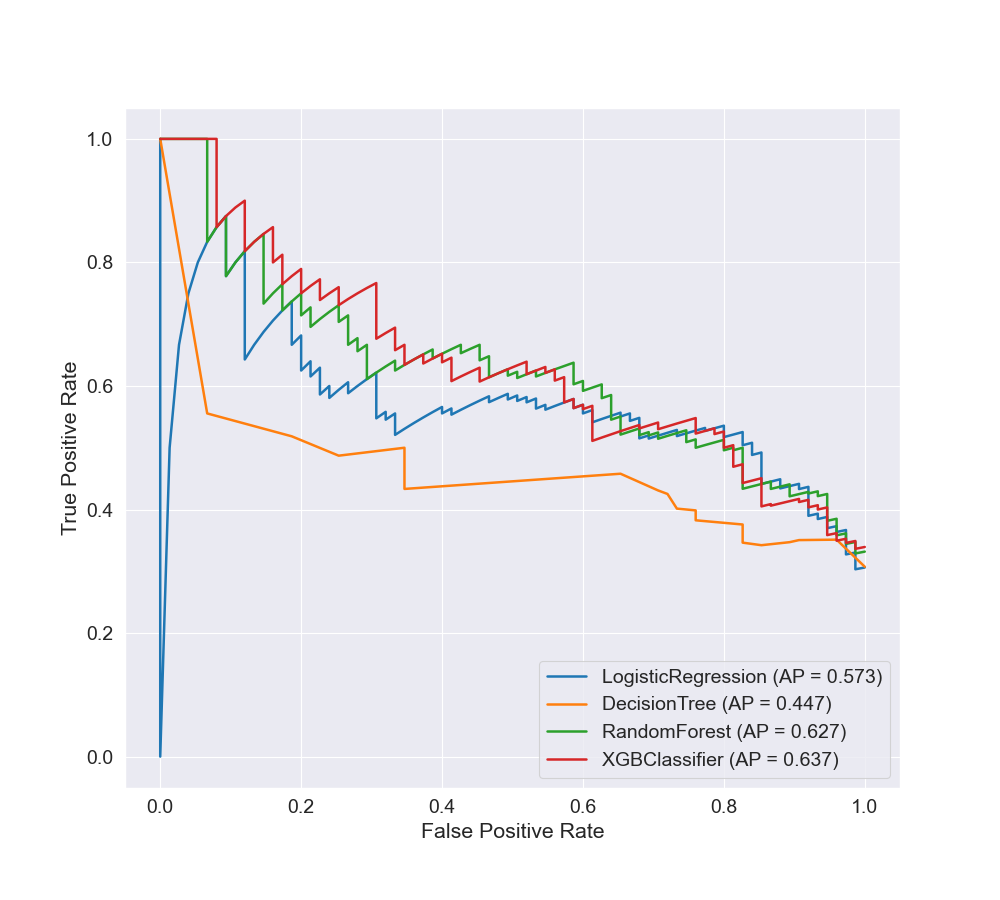 1.0
0.8
0.6
0.4
0.2
0.0
True Positive Rate
0.0 0.2 0.4 0.6 0.8 1.0
False Positive Rate
LogisticRegression (AP = 0.573)
DecisionTree (AP = 0.447)
RandomForest (AP = 0.627)
XGBClassifier (AP = 0.637)